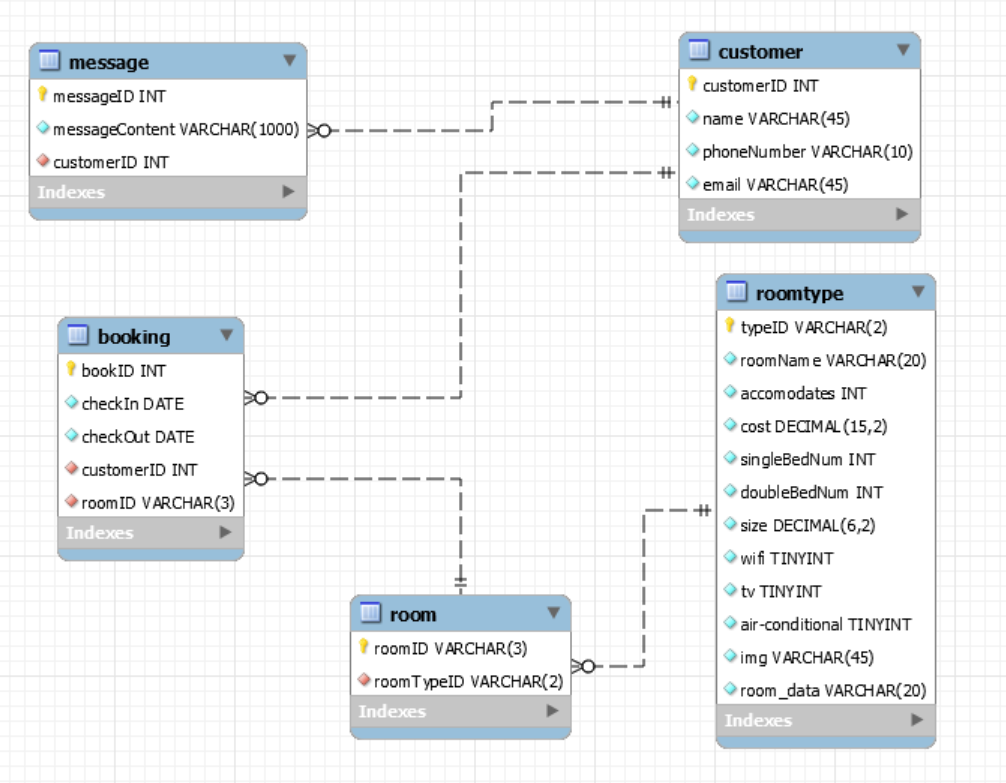 message
messageID INT
messageContent VARCHAR(1000)
customerID INT
Indexes
customer
customerID INT
name VARCHAR(45)
phoneNumber VARCHAR(10)
email VARCHAR(45)
Indexes
booking
bookID INT
checkIn DATE
checkOut DATE
customerID INT
roomID VARCHAR(3)
Indexes
roomtype
typeID VARCHAR(2)
roomName VARCHAR(20)
accomodates INT
cost DECIMAL(15,2)
singleBedNum INT
doubleBedNum INT
size DECIMAL(6,2)
wifi TINYINT
tv TINYINT
air-conditional TINYINT
img VARCHAR(45)
room_data VARCHAR(20)
Indexes
room
roomID VARCHAR(3)
roomTypeID VARCHAR(2)
Indexes